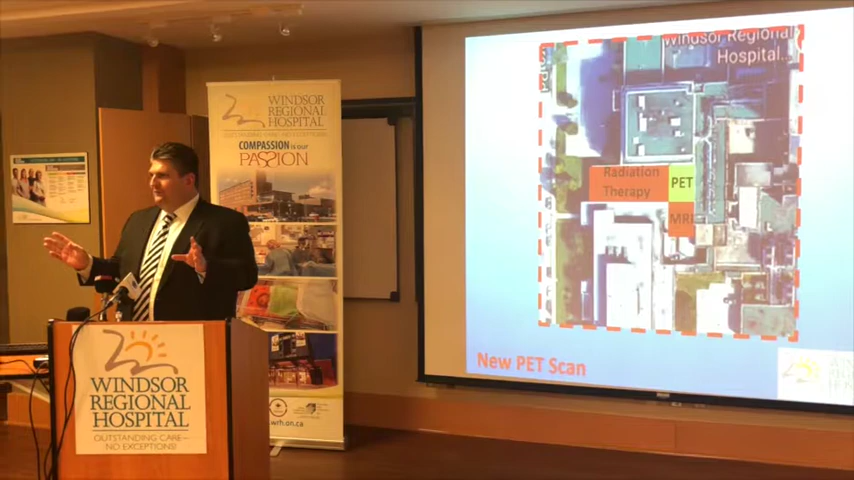 WINDSOR
REGIONAL
HOSPITAL
OUTSTANDING CARE - NO EXCEPTIONS!
COMPASSION is our
PASSION
wrh.on.ca
WINDSOR
REGIONAL
HOSPITAL
OUTSTANDING CARE—
NO EXCEPTIONS!
Windsor Regional
Hospital...
Radiation
Therapy
PET
MRI
New PET Scan